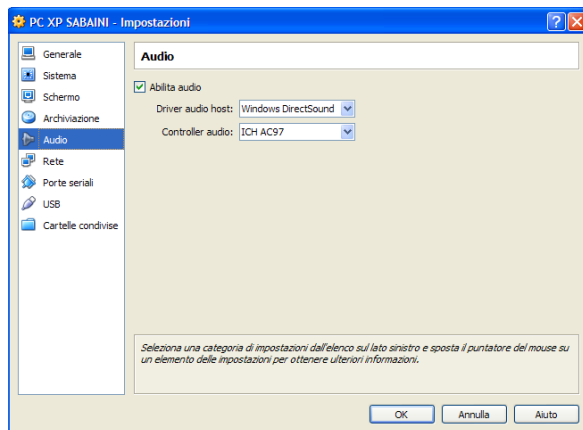 PC XP SABAINI - Impostazioni
Generale
Sistema
Schermo
Archiviazione
Audio
Rete
Porte seriali
USB
Cartelle condivise
Audio
Abilita audio
Driver audio host: Windows DirectSound
Controller audio: ICH AC97
Seleziona una categoria di impostazioni dall'elenco sul lato sinistro e sposta il puntatore del mouse su
un elemento delle impostazioni per ottenere ulteriori informazioni.
OK Annulla Aiuto